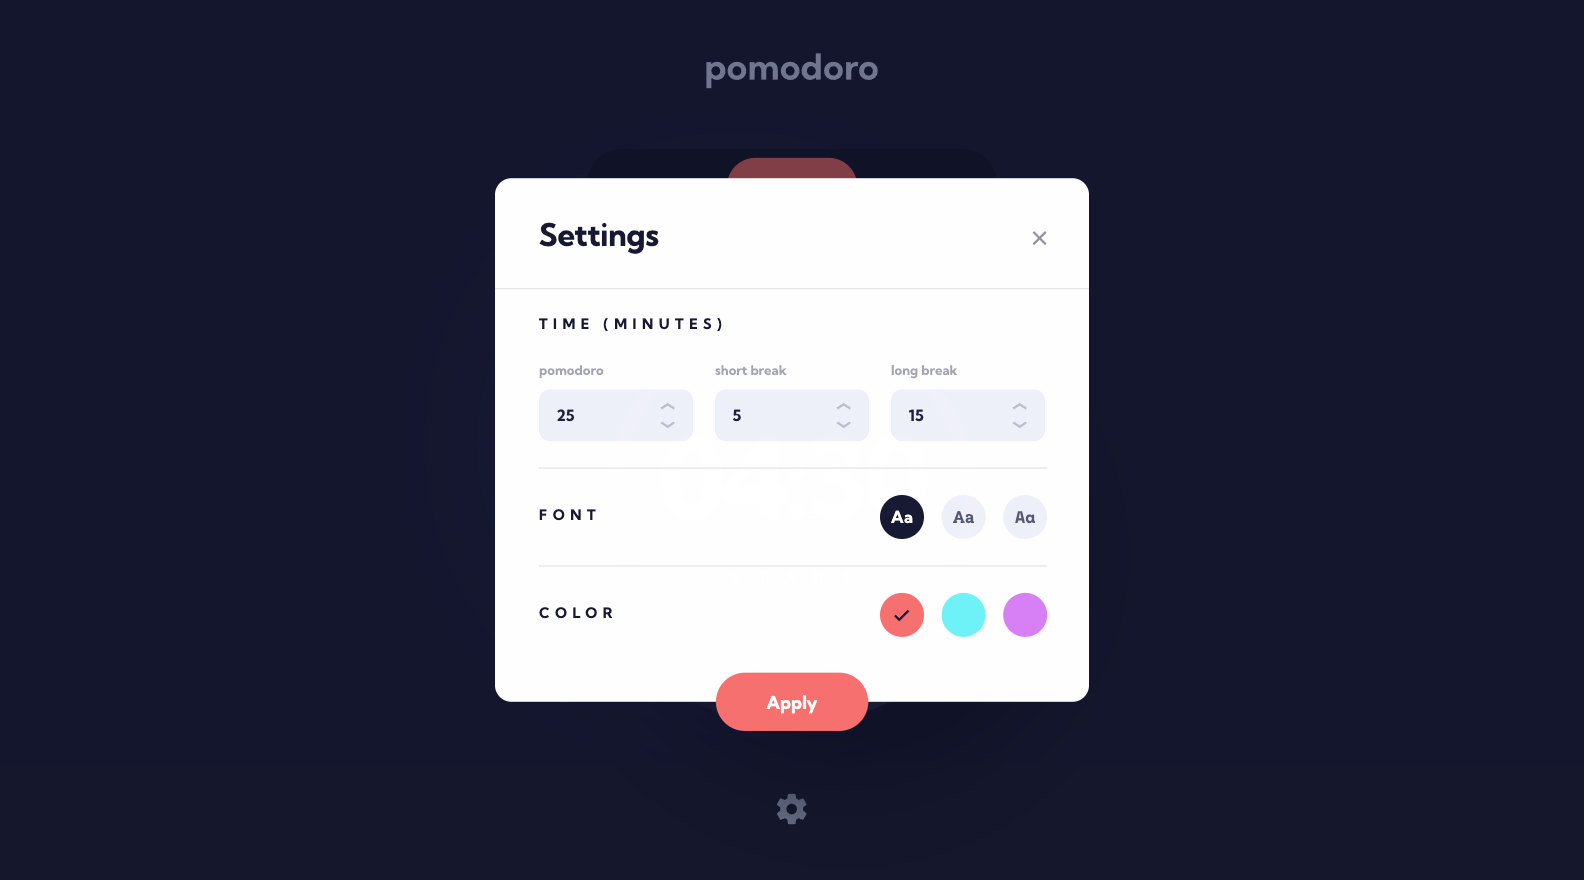 pomodoro
Settings
TIME (MINUTES)
pomodoro short break long break
25 5 15
FONT Aa Aa Aa
COLOR
Apply